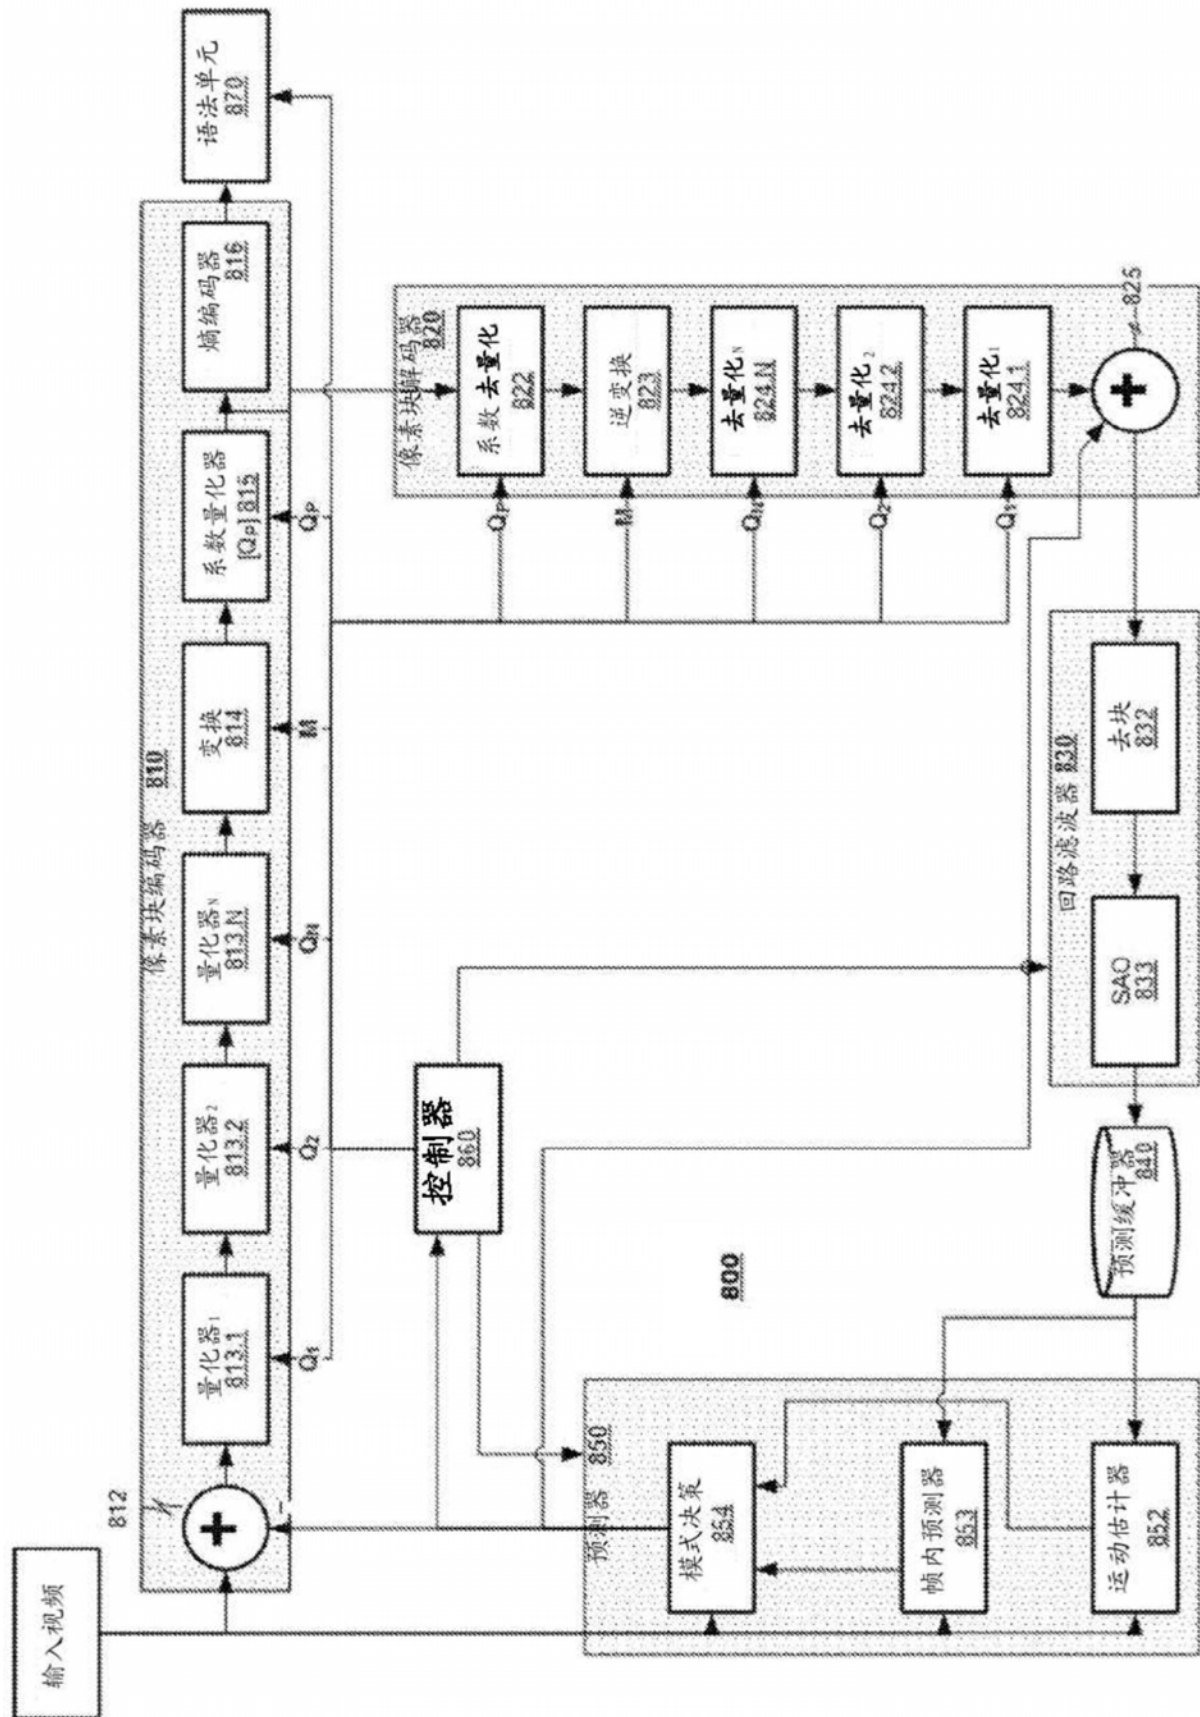 输入视频
812
-
像素块编码器
810
量化器1
813.1
量化器2
813.2
量化器N
813.N
变换
814
系数量化器
[Qp] 815
熵编码器
816
语法单元
870
Q1
Q2
QN
M
Qp
控制器
860
像素块解码器
820
系数 去量化
822
逆变换
823
去量化N
824.N
去量化2
824.2
去量化1
824.1
Qp
M
QN
Q2
Q1
825
800
预测器
850
模式决策
854
帧内预测器
853
运动估计器
852
预测缓冲器
840
回路滤波器 830
SAO
833
去块
832